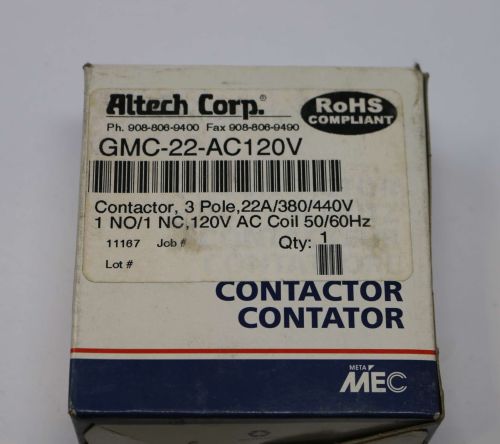 Altech Corp.®
RoHS
COMPLIANT
Ph. 908-806-9400 Fax 908-806-9490
GMC-22-AC120V
Contactor, 3 Pole,22A/380/440V
1 NO/1 NC,120V AC Coil 50/60Hz
11167 Job # Qty: 1
Lot #
CONTACTOR
CONTATOR
META
MEC